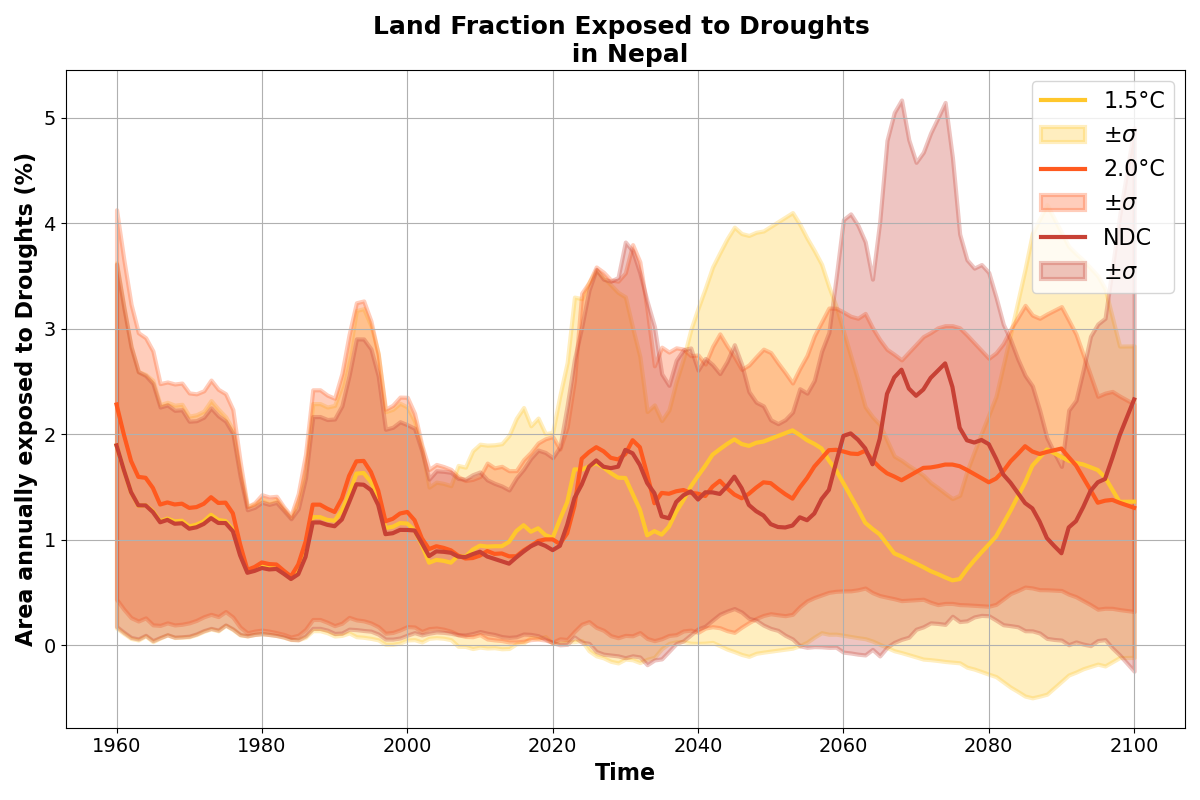 Land Fraction Exposed to Droughts
in Nepal
Area annually exposed to Droughts (%)
5
4
3
2
1
0
1.5°C
±σ
2.0°C
±σ
NDC
±σ
1960
1980
2000
2020
2040
2060
2080
2100
Time